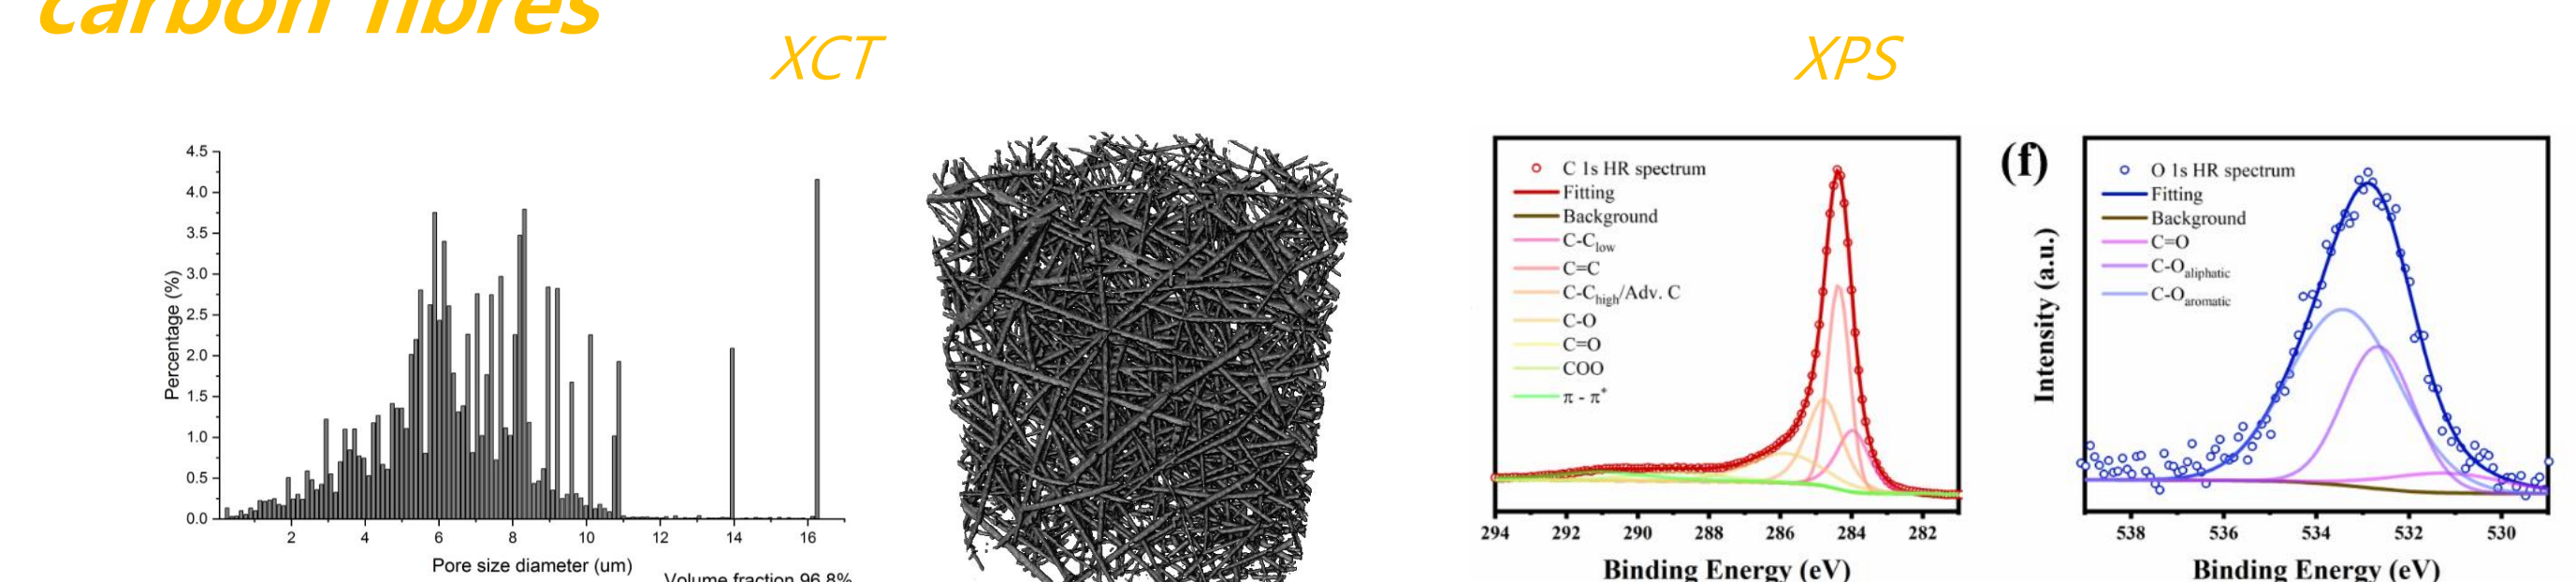 carbon fibres
XCT
XPS
4.5
4.0
3.5
3.0
2.5
2.0
1.5
1.0
0.5
0.0
Percentage (%)
2 4 6 8 10 12 14 16
Pore size diameter (um)
Volume fraction 96.8%
C 1s HR spectrum
Fitting
Background
C-Clow
C=C
C-Chigh/Adv. C
C-O
C=O
COO
π - π*
294 292 290 288 286 284 282
Binding Energy (eV)
(f)
Intensity (a.u.)
O 1s HR spectrum
Fitting
Background
C=O
C-Oaliphatic
C-Oaromatic
538 536 534 532 530
Binding Energy (eV)